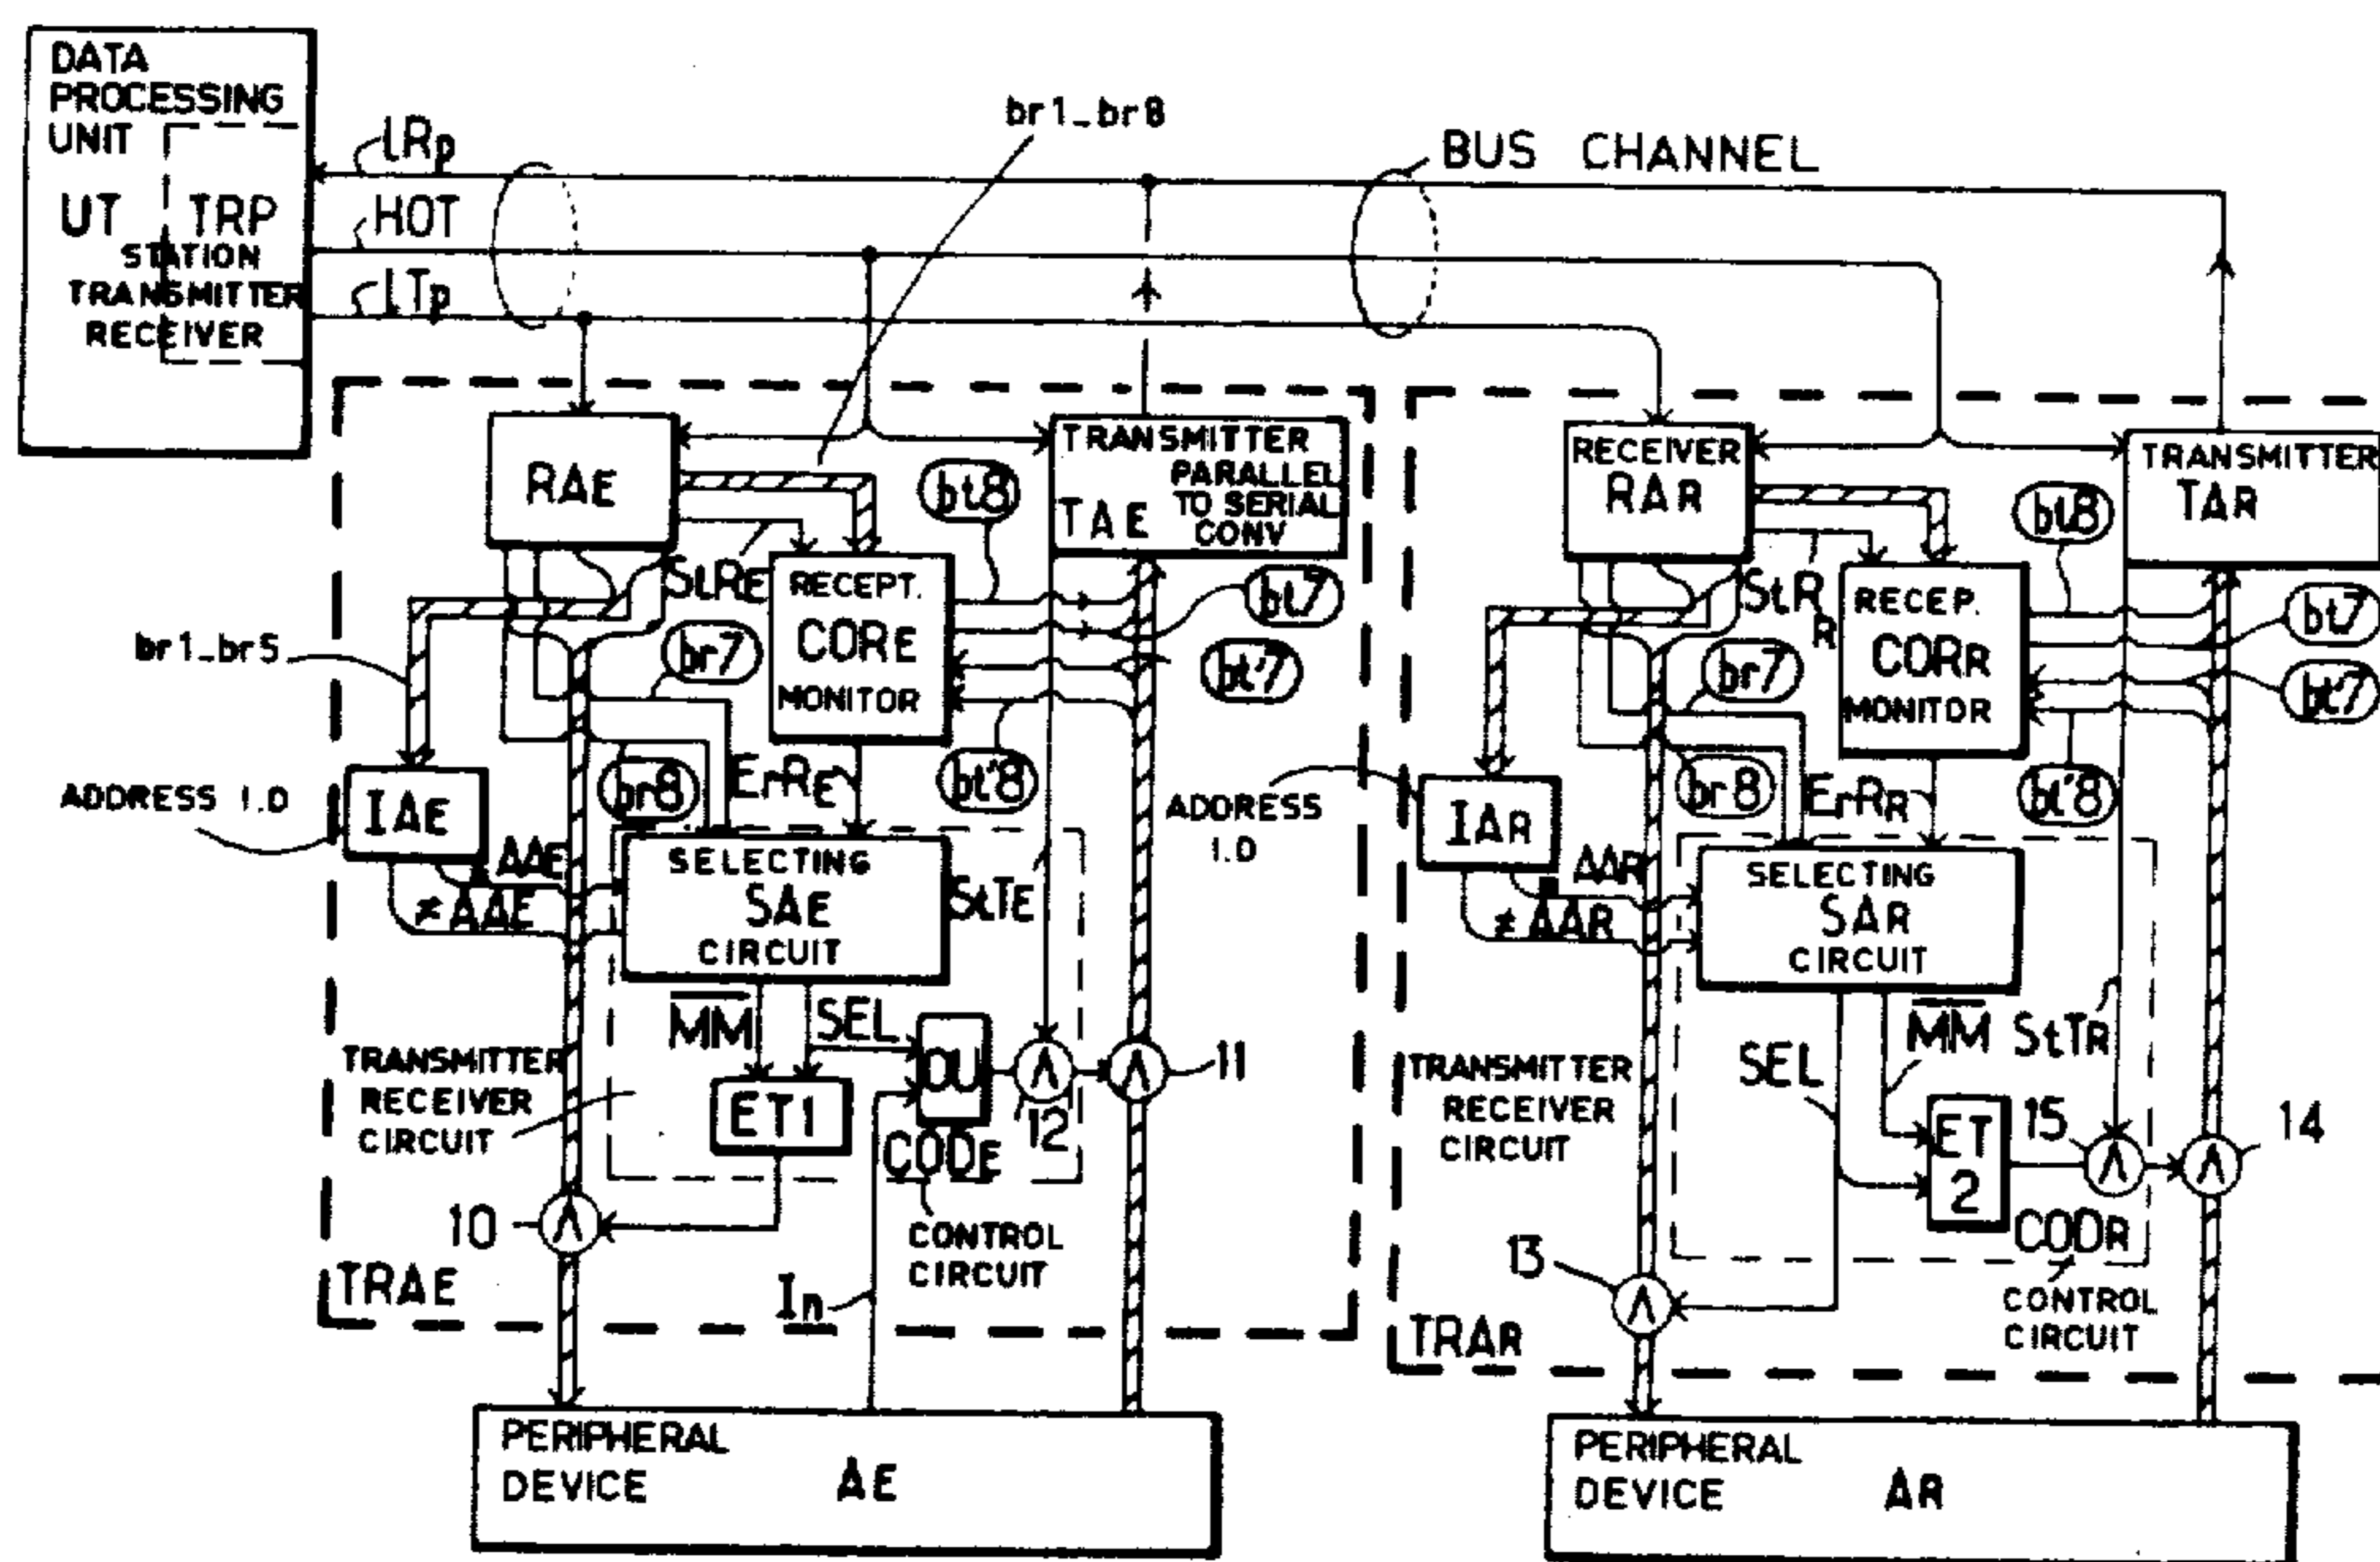 DATA
PROCESSING
UNIT
UT TRP
STATION
TRANSMITTER
RECEIVER
lRp
HOT
LTp
br1_br8
BUS CHANNEL
RAE
TRANSMITTER
PARALLEL
TO SERIAL
CONV
TAE
bt8
StRE
RECEPT.
CORE
MONITOR
bt7
bt'7
br1_br5
br7
br8
ErRE
bt'8
ADDRESS I.D
IAE
AAE
≠AAE
SELECTING
SAE
CIRCUIT
StTE
MM
SEL
OU
11
12
TRANSMITTER
RECEIVER
CIRCUIT
ET1
CODE
10
CONTROL
CIRCUIT
In
TRAE
PERIPHERAL
DEVICE
AE
RECEIVER
RAR
TRANSMITTER
TAR
bt8
StRR
RECEP.
CORR
MONITOR
bt7
bt'7
br7
br8
ErRR
bt'8
ADDRESS
I.D
IAR
AAR
≠AAR
SELECTING
SAR
CIRCUIT
MM
StTR
SEL
TRANSMITTER
RECEIVER
CIRCUIT
ET
2
15
14
CODR
13
CONTROL
CIRCUIT
TRAR
PERIPHERAL
DEVICE
AR